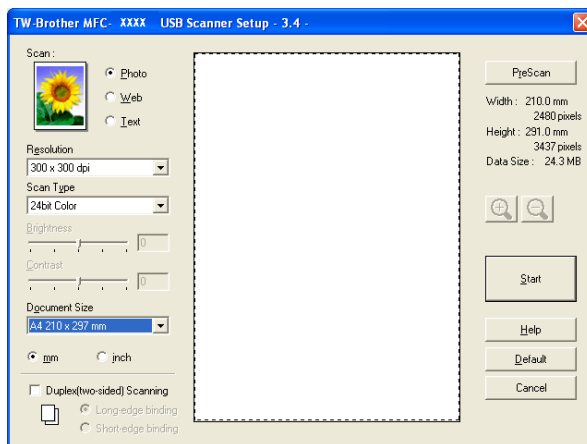 TW-Brother MFC- XXXX USB Scanner Setup - 3.4 -
Scan :
Photo
Web
Text
Resolution
300 x 300 dpi
Scan Type
24bit Color
Brightness
0
Contrast
0
Document Size
A4 210 x 297 mm
mm
inch
Duplex(two-sided) Scanning
Long-edge binding
Short-edge binding
PreScan
Width : 210.0 mm
2480 pixels
Height : 291.0 mm
3437 pixels
Data Size : 24.3 MB
Start
Help
Default
Cancel